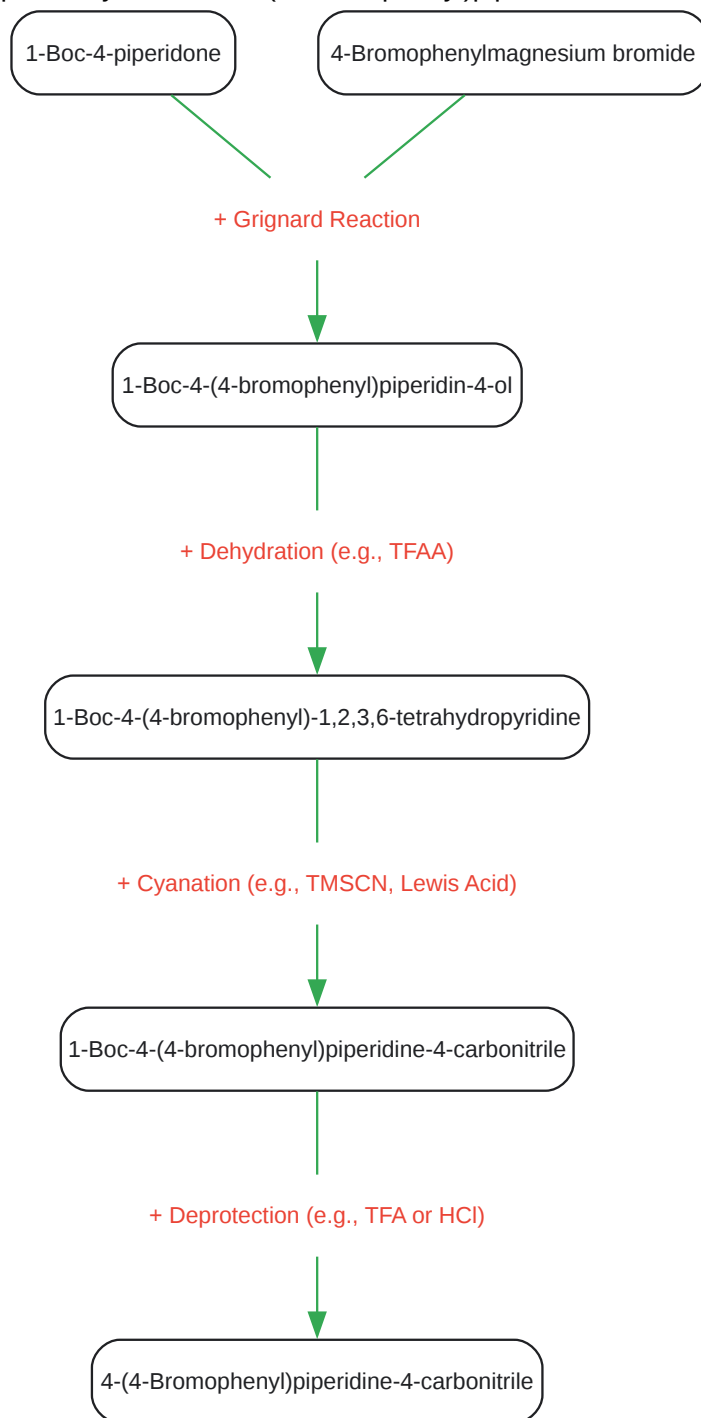 1-Boc-4-piperidone
4-Bromophenylmagnesium bromide
+ Grignard Reaction
1-Boc-4-(4-bromophenyl)piperidin-4-ol
+ Dehydration (e.g., TFAA)
1-Boc-4-(4-bromophenyl)-1,2,3,6-tetrahydropyridine
+ Cyanation (e.g., TMSCN, Lewis Acid)
1-Boc-4-(4-bromophenyl)piperidine-4-carbonitrile
+ Deprotection (e.g., TFA or HCl)
4-(4-Bromophenyl)piperidine-4-carbonitrile